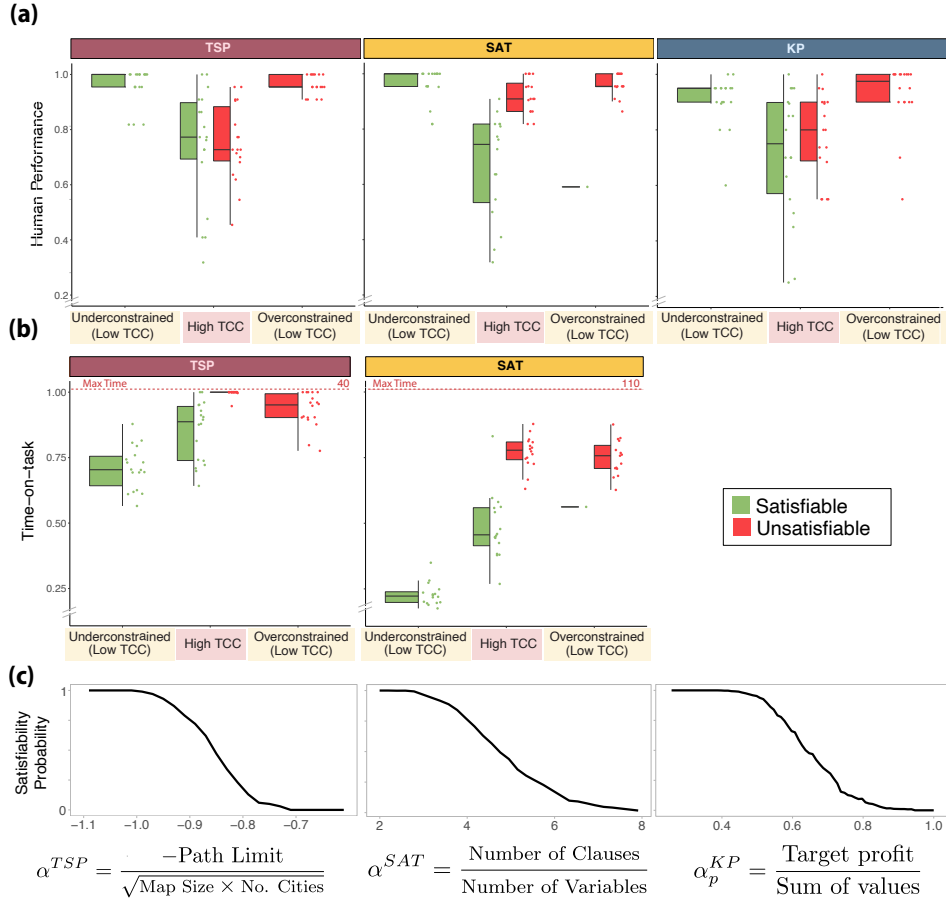 (a)
TSP
SAT
KP
Human Performance
1.0
0.8
0.6
0.4
0.2
Underconstrained
(Low TCC)
High TCC
Overconstrained
(Low TCC)
Underconstrained
(Low TCC)
High TCC
Overconstrained
(Low TCC)
Underconstrained
(Low TCC)
High TCC
Overconstrained
(Low TCC)
(b)
TSP
SAT
Max Time 40
Max Time 110
Time-on-task
1.00
0.75
0.50
0.25
Underconstrained
(Low TCC)
High TCC
Overconstrained
(Low TCC)
Underconstrained
(Low TCC)
High TCC
Overconstrained
(Low TCC)
Satisfiable
Unsatisfiable
(c)
Satisfiability
Probability
1
0
−1.1 −1.0 −0.9 −0.8 −0.7
2 4 6 8
0.4 0.6 0.8 1.0
α^TSP = −Path Limit / √(Map Size × No. Cities)
α^SAT = Number of Clauses / Number of Variables
α_p^KP = Target profit / Sum of values